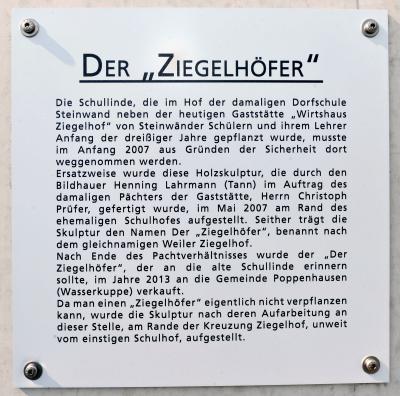 DER „ZIEGELHÖFER“
Die Schullinde, die im Hof der damaligen Dorfschule
Steinwand neben der heutigen Gaststätte „Wirtshaus
Ziegelhof“ von Steinwänder Schülern und ihrem Lehrer
Anfang der dreißiger Jahre gepflanzt wurde, musste
im Anfang 2007 aus Gründen der Sicherheit dort
weggenommen werden.
Ersatzweise wurde diese Holzskulptur, die durch den
Bildhauer Henning Lahrmann (Tann) im Auftrag des
damaligen Pächters der Gaststätte, Herrn Christoph
Prüfer, gefertigt wurde, im Mai 2007 am Rand des
ehemaligen Schulhofes aufgestellt. Seither trägt die
Skulptur den Namen Der „Ziegelhöfer“, benannt nach
dem gleichnamigen Weiler Ziegelhof.
Nach Ende des Pachtverhältnisses wurde der „Der
Ziegelhöfer“, der an die alte Schullinde erinnern
sollte, im Jahre 2013 an die Gemeinde Poppenhausen
(Wasserkuppe) verkauft.
Da man einen „Ziegelhöfer“ eigentlich nicht verpflanzen
kann, wurde die Skulptur nach deren Aufarbeitung an
dieser Stelle, am Rande der Kreuzung Ziegelhof, unweit
vom einstigen Schulhof, aufgestellt.